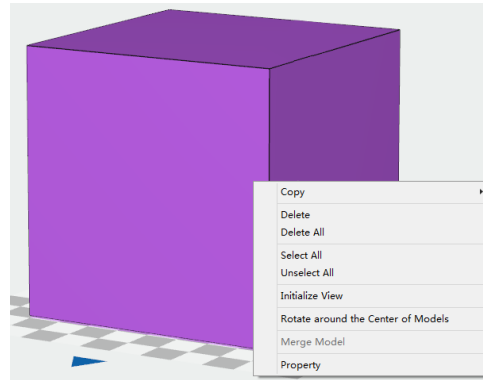 Copy
Delete
Delete All
Select All
Unselect All
Initialize View
Rotate around the Center of Models
Merge Model
Property